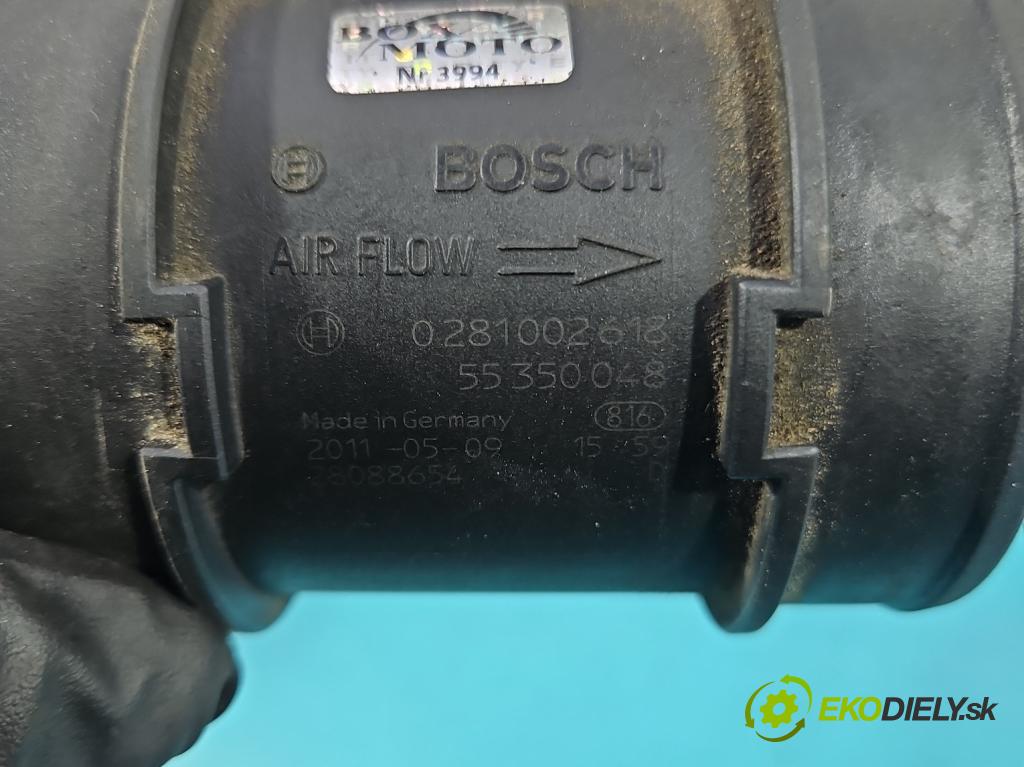 BOX
MOTO
Nr 3994
BOSCH
AIR FLOW
0 281 002 618
55 350 048
Made in Germany 816
2011-05-09 15 59
28088654 D
EKODIELY.sk